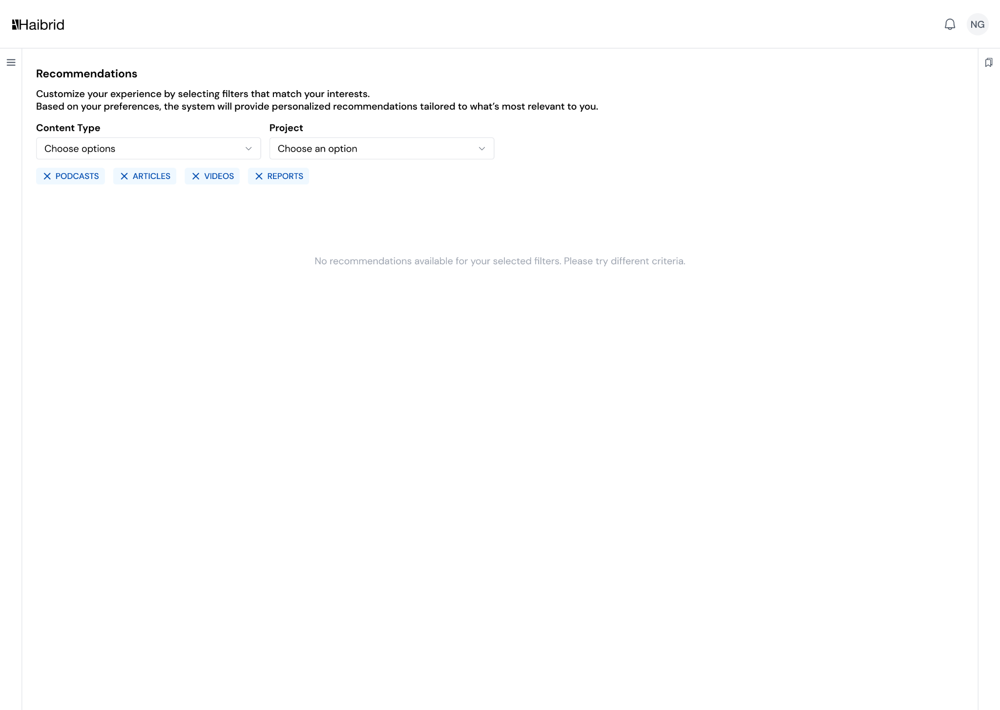 Haibrid
NG
Recommendations
Customize your experience by selecting filters that match your interests.
Based on your preferences, the system will provide personalized recommendations tailored to what’s most relevant to you.
Content Type
Project
Choose options
Choose an option
PODCASTS
ARTICLES
VIDEOS
REPORTS
No recommendations available for your selected filters. Please try different criteria.